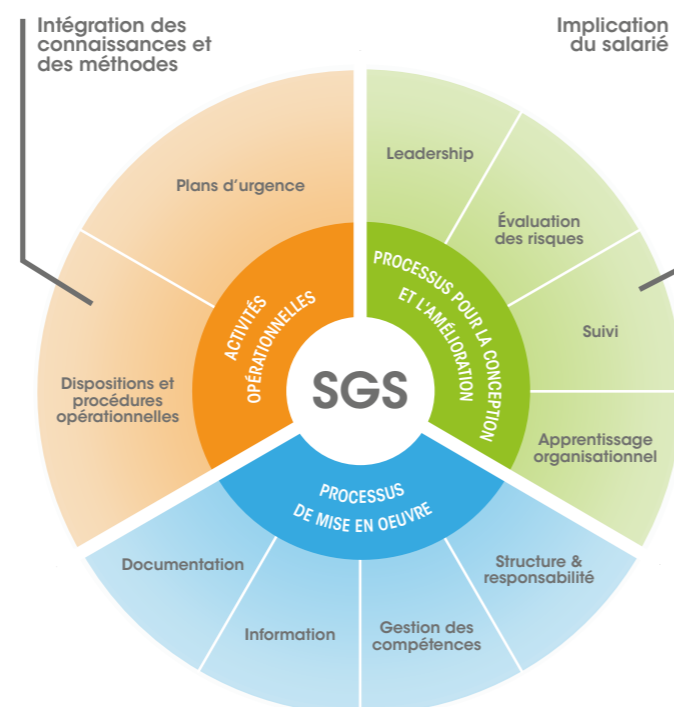 Intégration des
connaissances et
des méthodes
Implication
du salarié
Leadership
Plans d'urgence
Évaluation
des risques
PROCESSUS POUR LA CONCEPTION
ET L'AMÉLIORATION
ACTIVITÉS
OPÉRATIONNELLES
Suivi
SGS
Dispositions et
procédures
opérationnelles
Apprentissage
organisationnel
PROCESSUS
DE MISE EN OEUVRE
Documentation
Structure &
responsabilité
Information
Gestion des
compétences